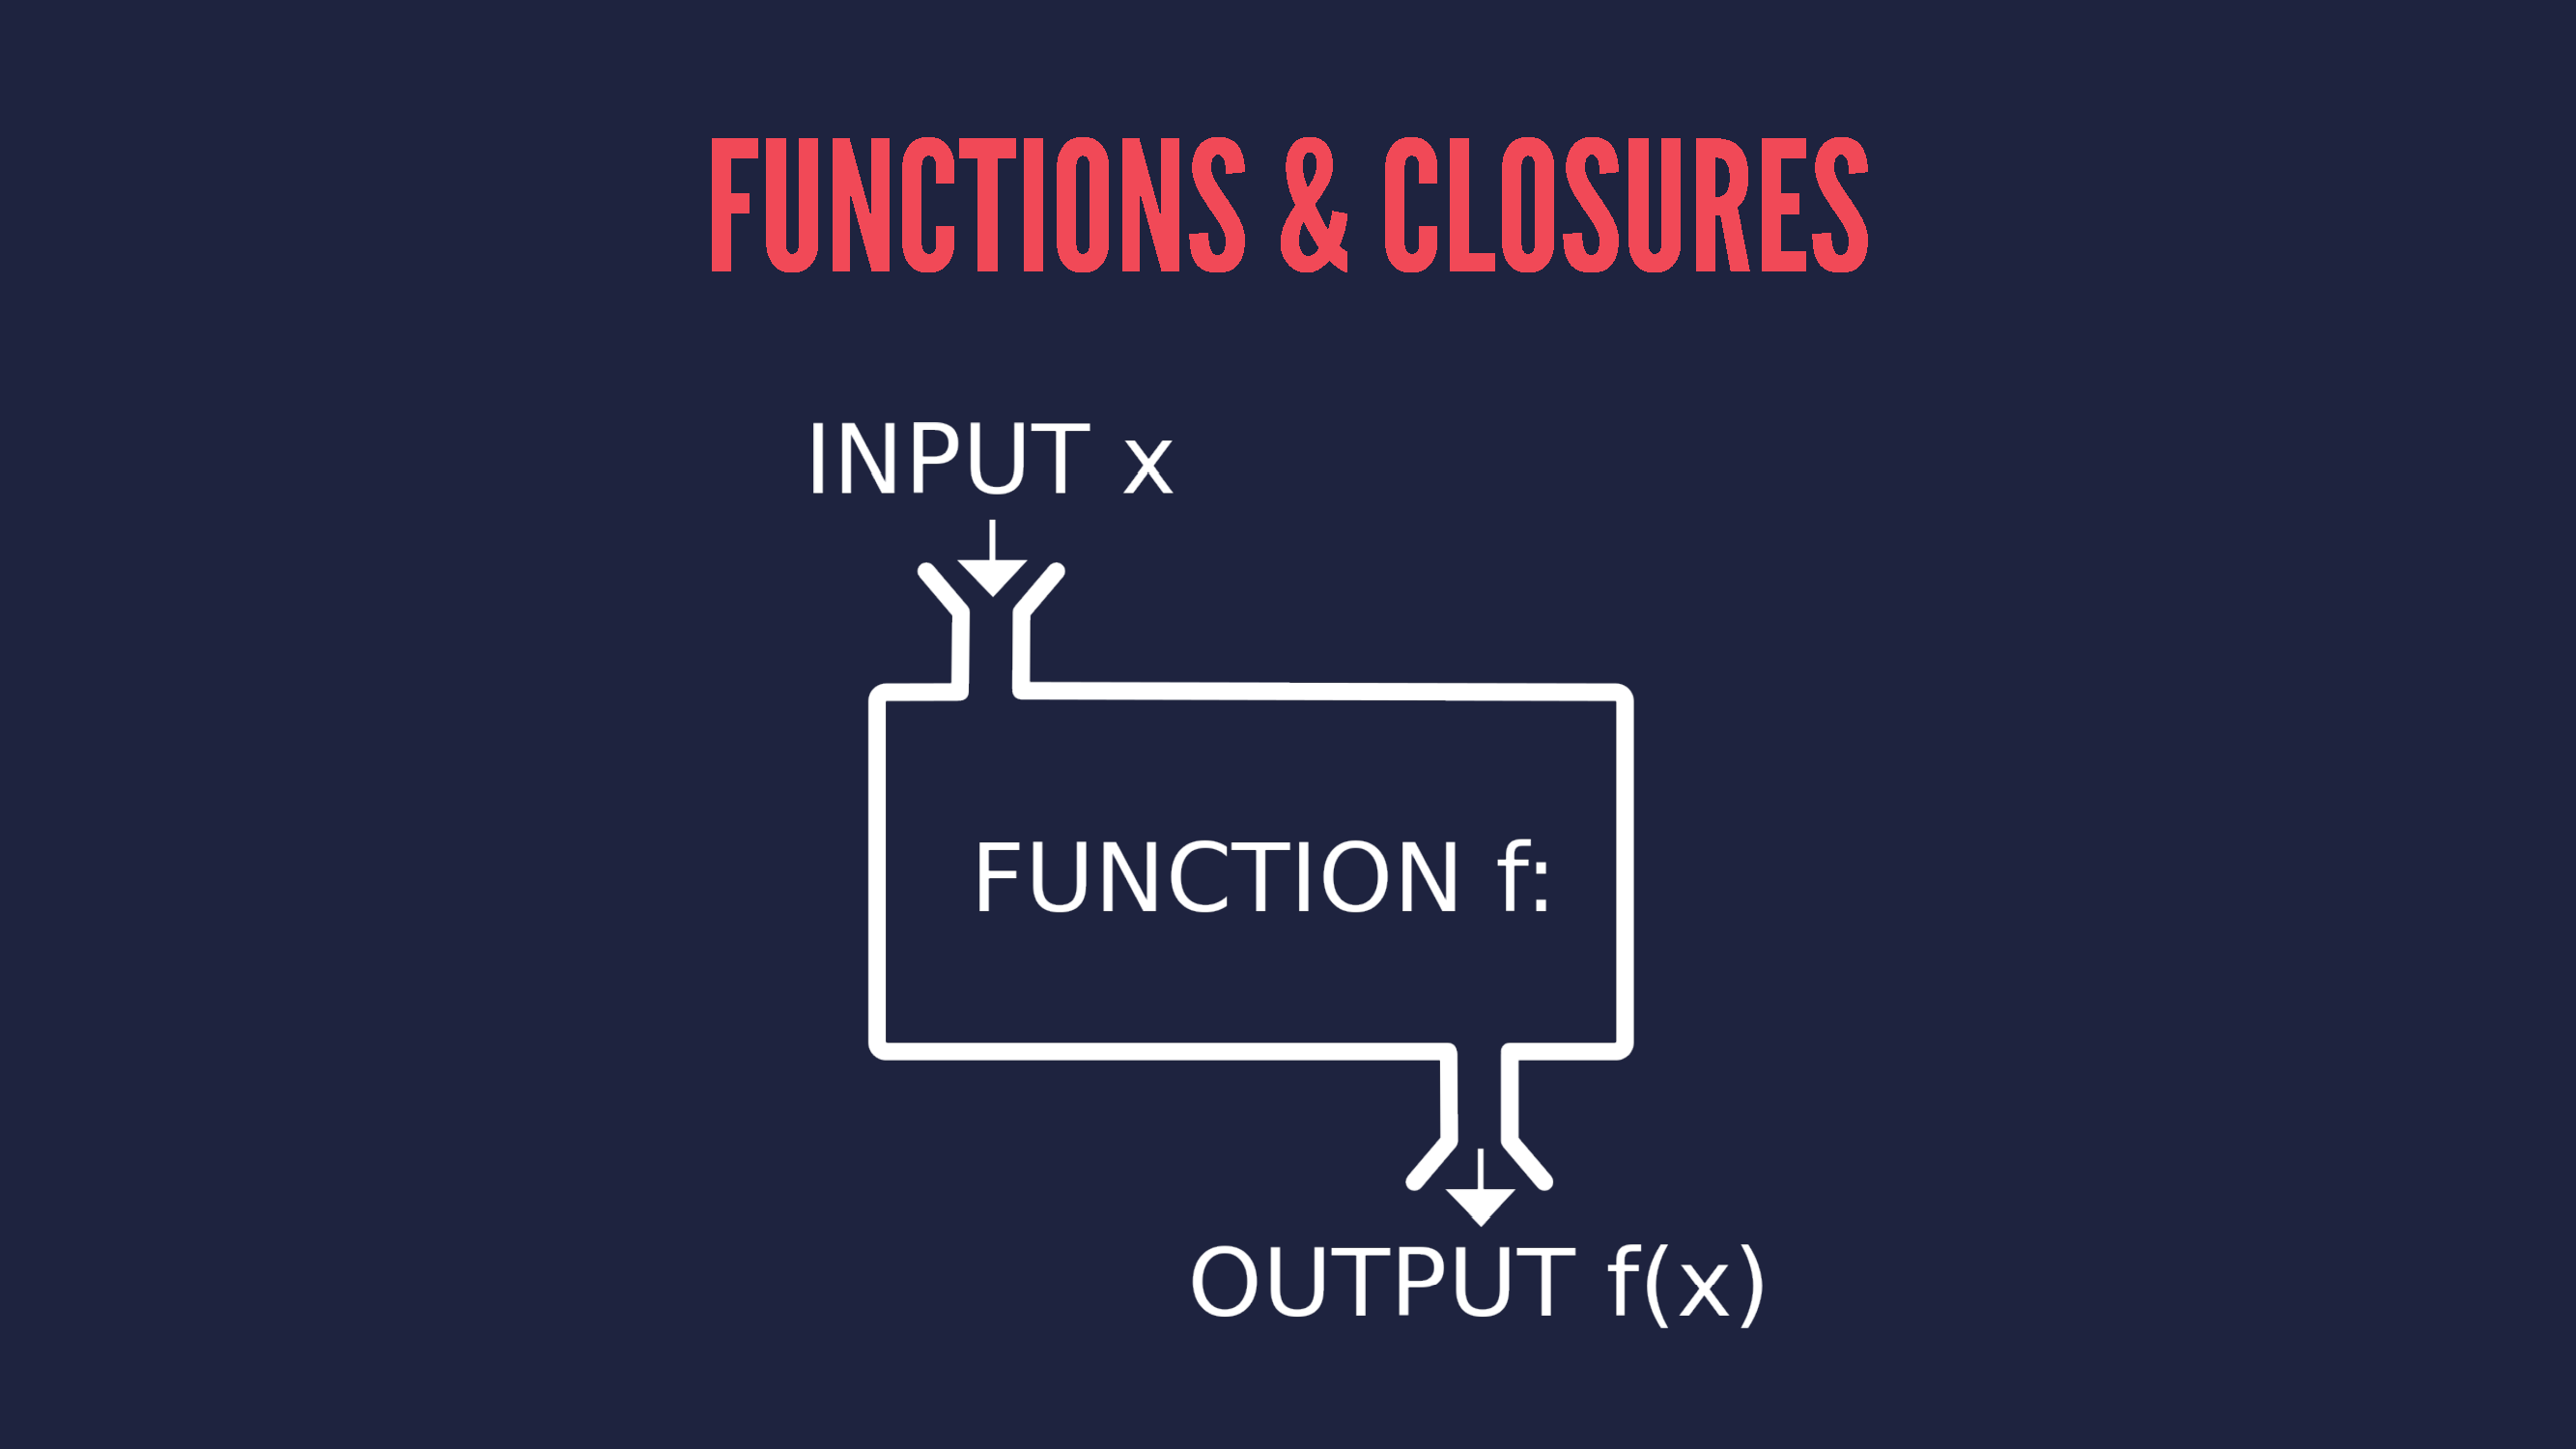 FUNCTIONS & CLOSURES
INPUT x
FUNCTION f:
OUTPUT f(x)